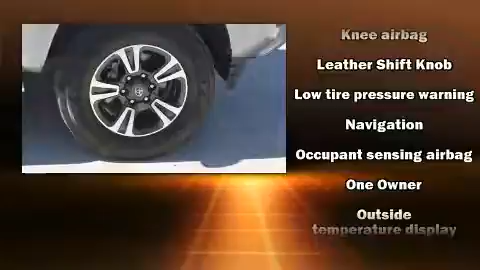 Knee airbag
Leather Shift Knob
Low tire pressure warning
Navigation
Occupant sensing airbag
One Owner
Outside
temperature display